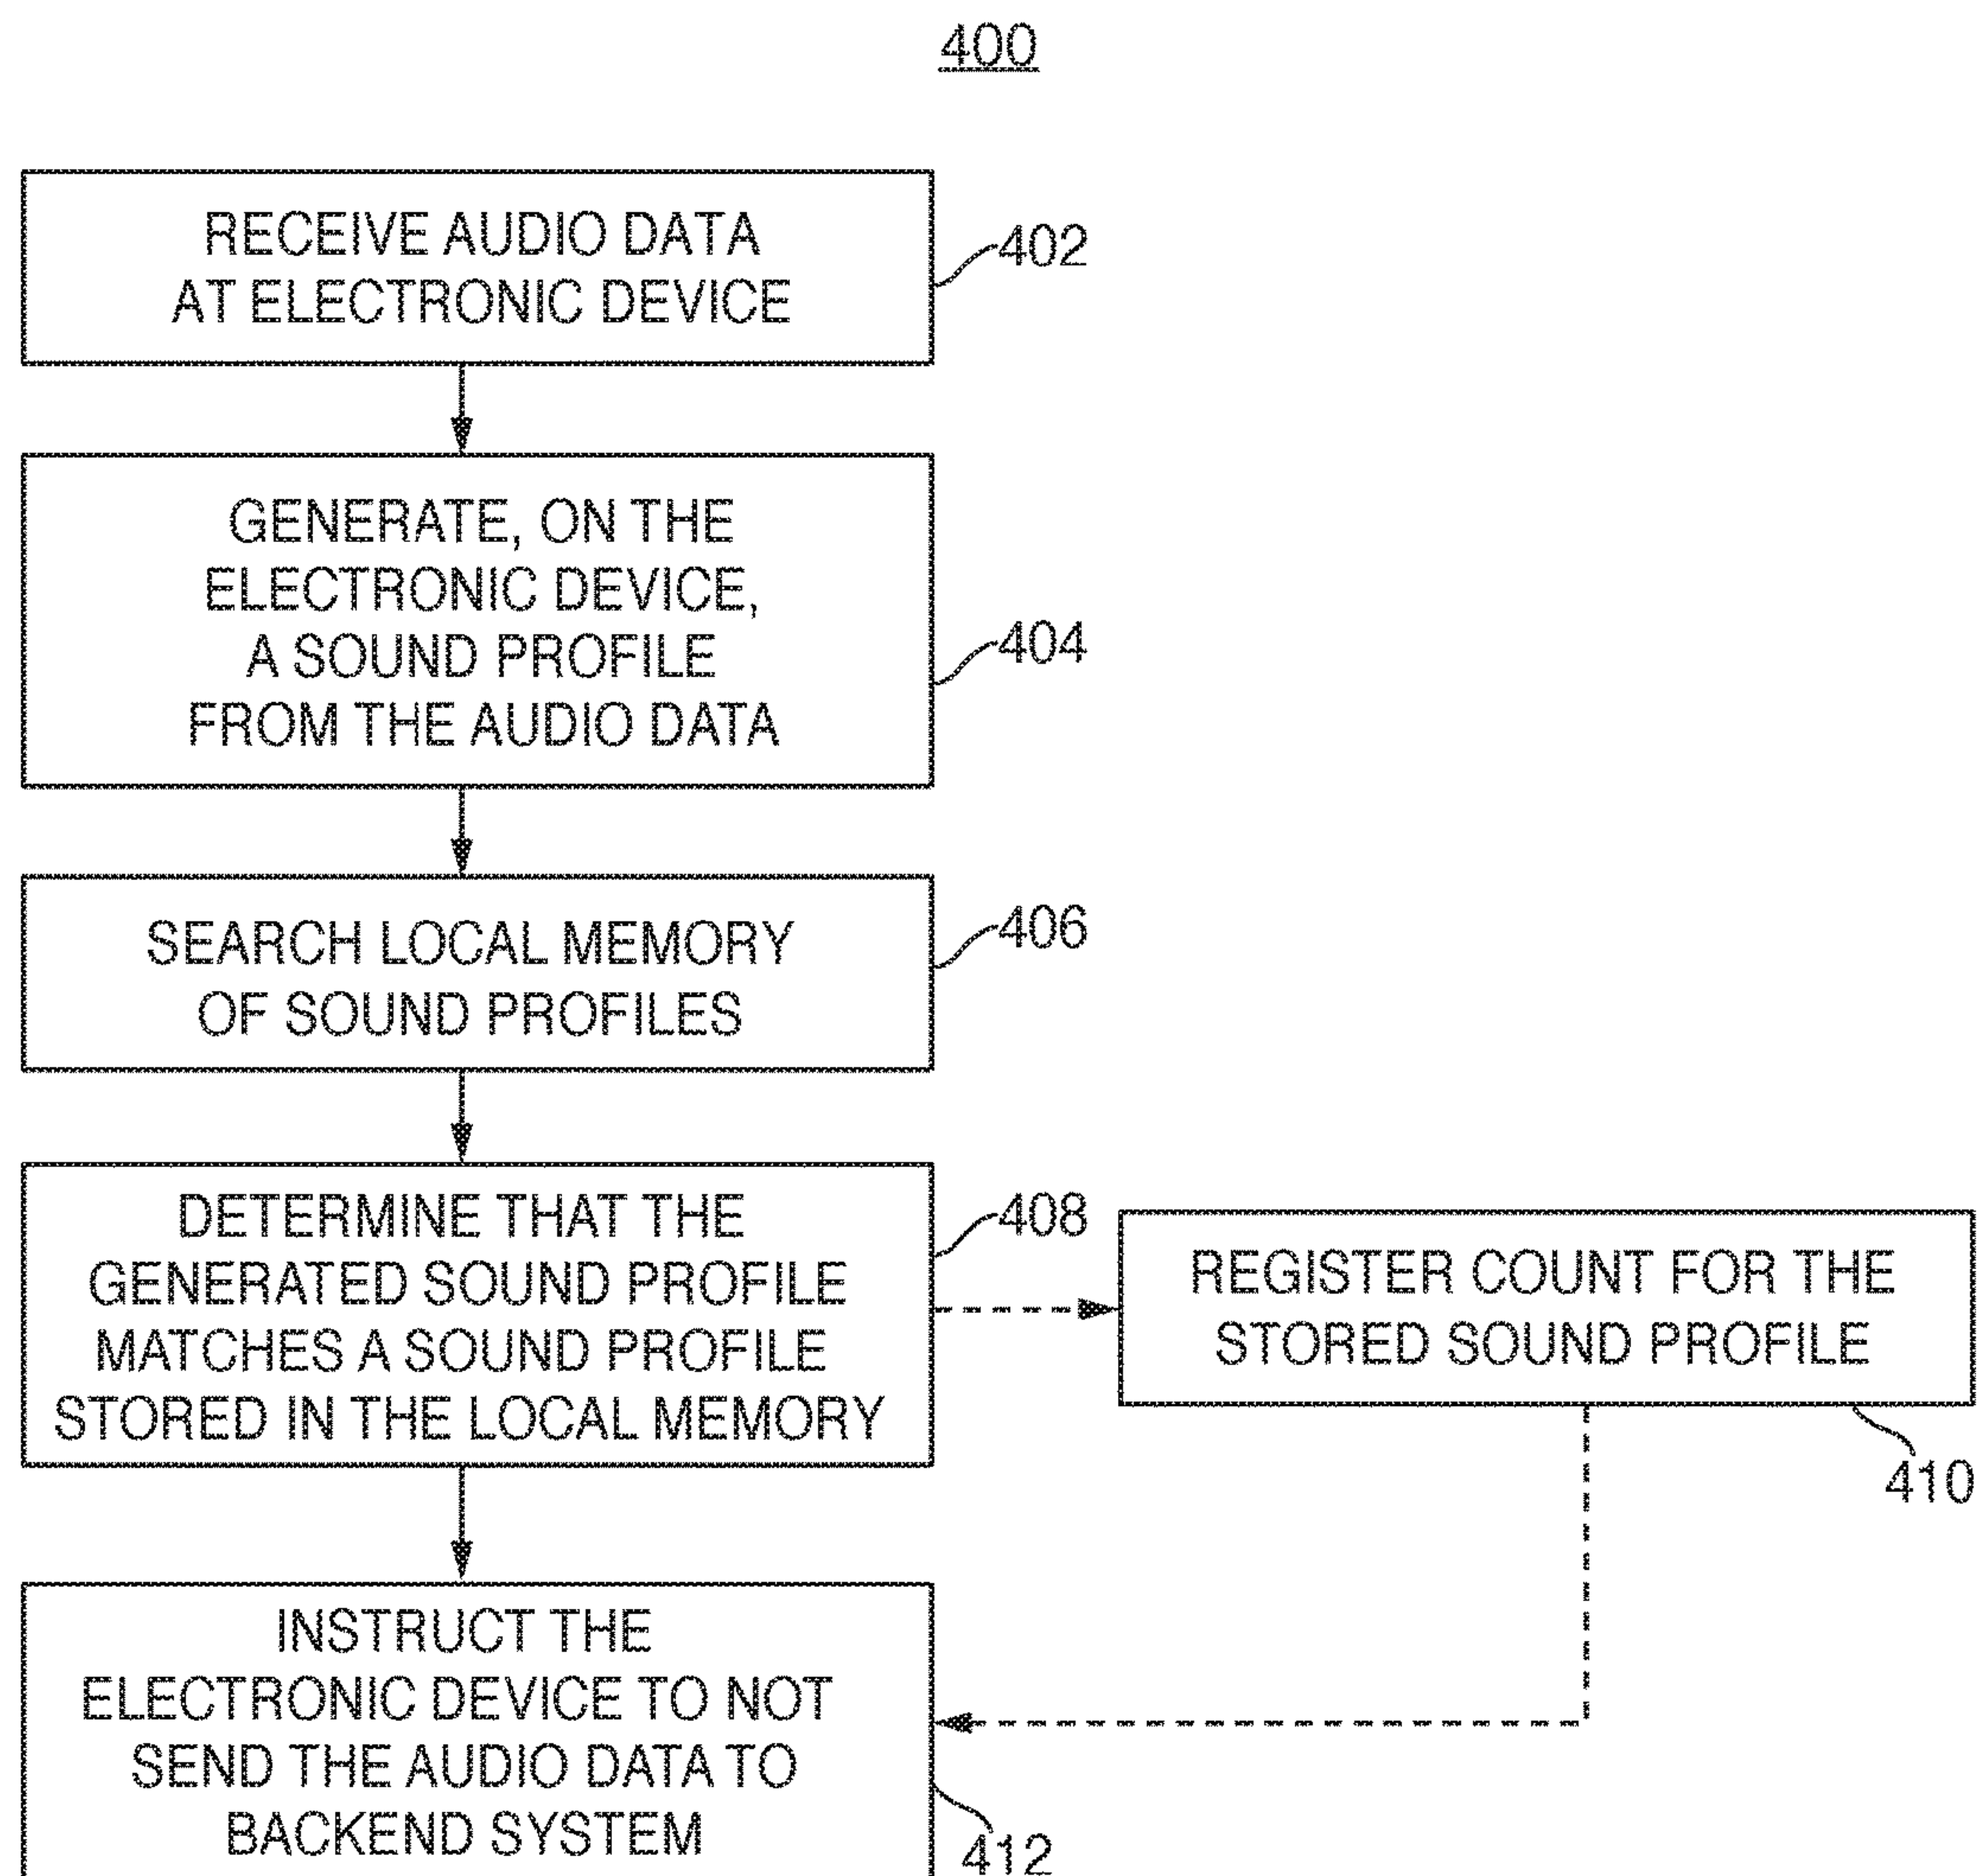 400
RECEIVE AUDIO DATA
AT ELECTRONIC DEVICE
402
GENERATE, ON THE
ELECTRONIC DEVICE,
A SOUND PROFILE
FROM THE AUDIO DATA
404
SEARCH LOCAL MEMORY
OF SOUND PROFILES
406
DETERMINE THAT THE
GENERATED SOUND PROFILE
MATCHES A SOUND PROFILE
STORED IN THE LOCAL MEMORY
408
REGISTER COUNT FOR THE
STORED SOUND PROFILE
410
INSTRUCT THE
ELECTRONIC DEVICE TO NOT
SEND THE AUDIO DATA TO
BACKEND SYSTEM
412